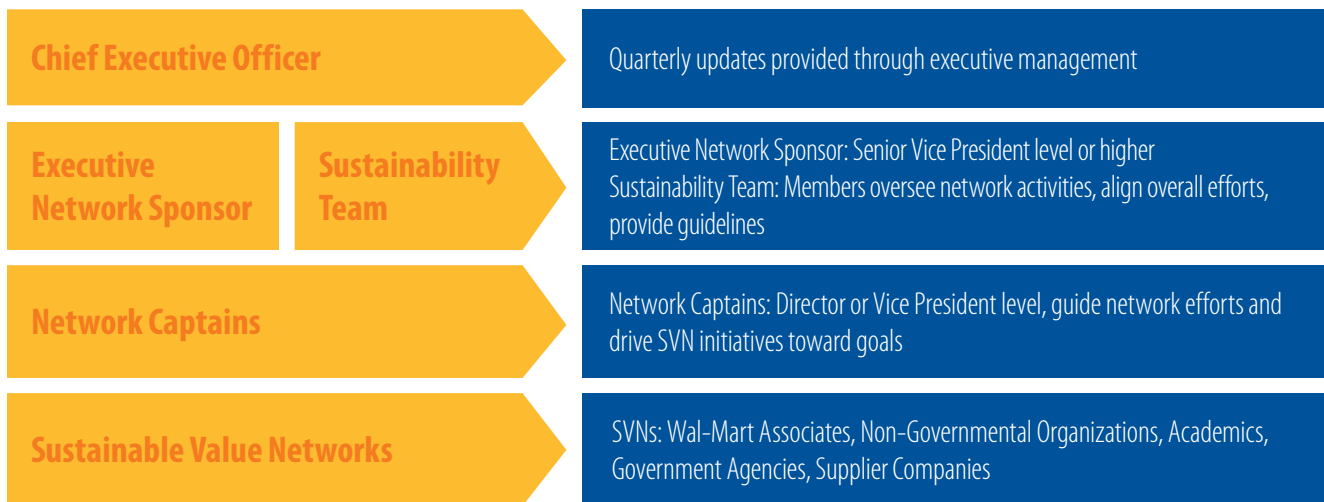 Chief Executive Officer
Quarterly updates provided through executive management
Executive
Network Sponsor
Sustainability
Team
Executive Network Sponsor: Senior Vice President level or higher
Sustainability Team: Members oversee network activities, align overall efforts,
provide guidelines
Network Captains
Network Captains: Director or Vice President level, guide network efforts and
drive SVN initiatives toward goals
Sustainable Value Networks
SVNs: Wal-Mart Associates, Non-Governmental Organizations, Academics,
Government Agencies, Supplier Companies